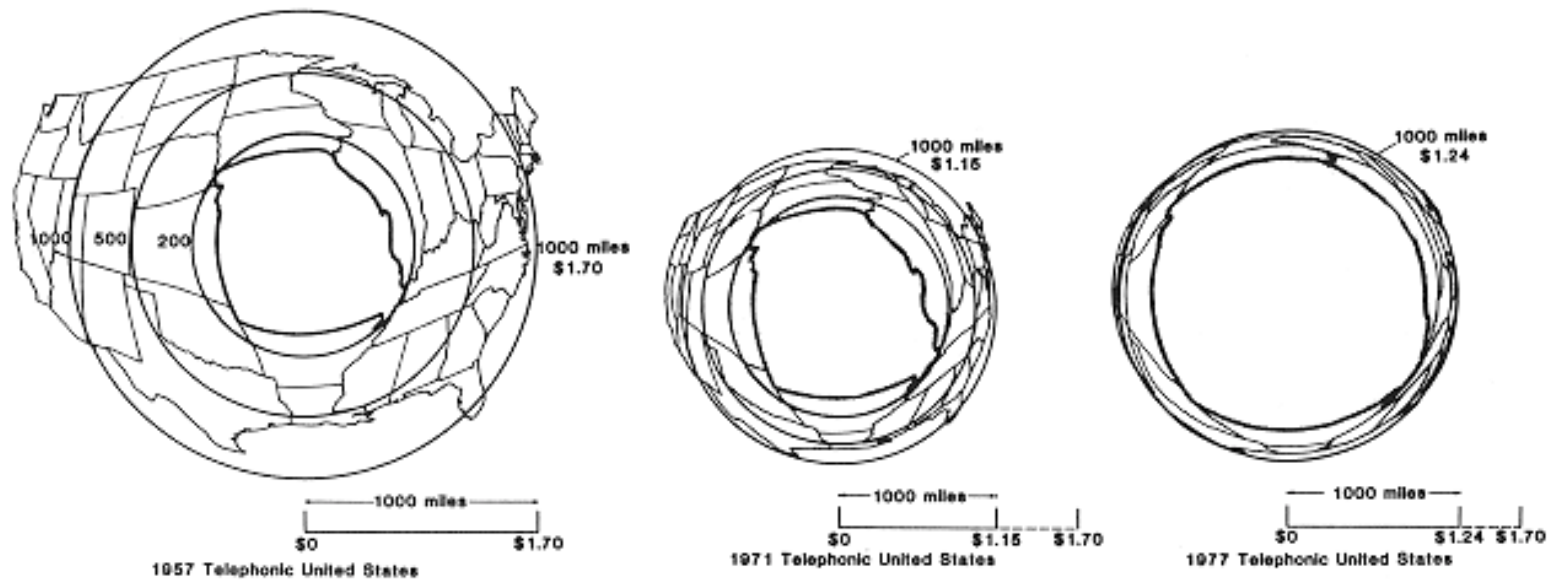 1000 500 200
1000 miles
$1.70
1000 miles
$0 $1.70
1957 Telephonic United States
1000 miles
$1.15
1000 miles
$0 $1.15 $1.70
1971 Telephonic United States
1000 miles
$1.24
1000 miles
$0 $1.24 $1.70
1977 Telephonic United States